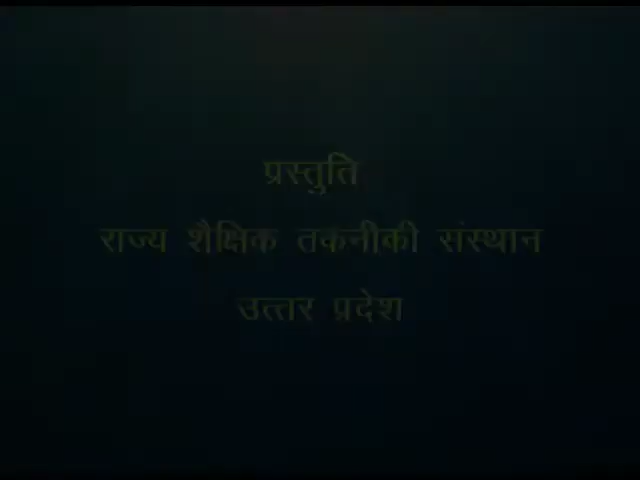 प्रस्तुति
राज्य शैक्षिक तकनीकी संस्थान
उत्तर प्रदेश